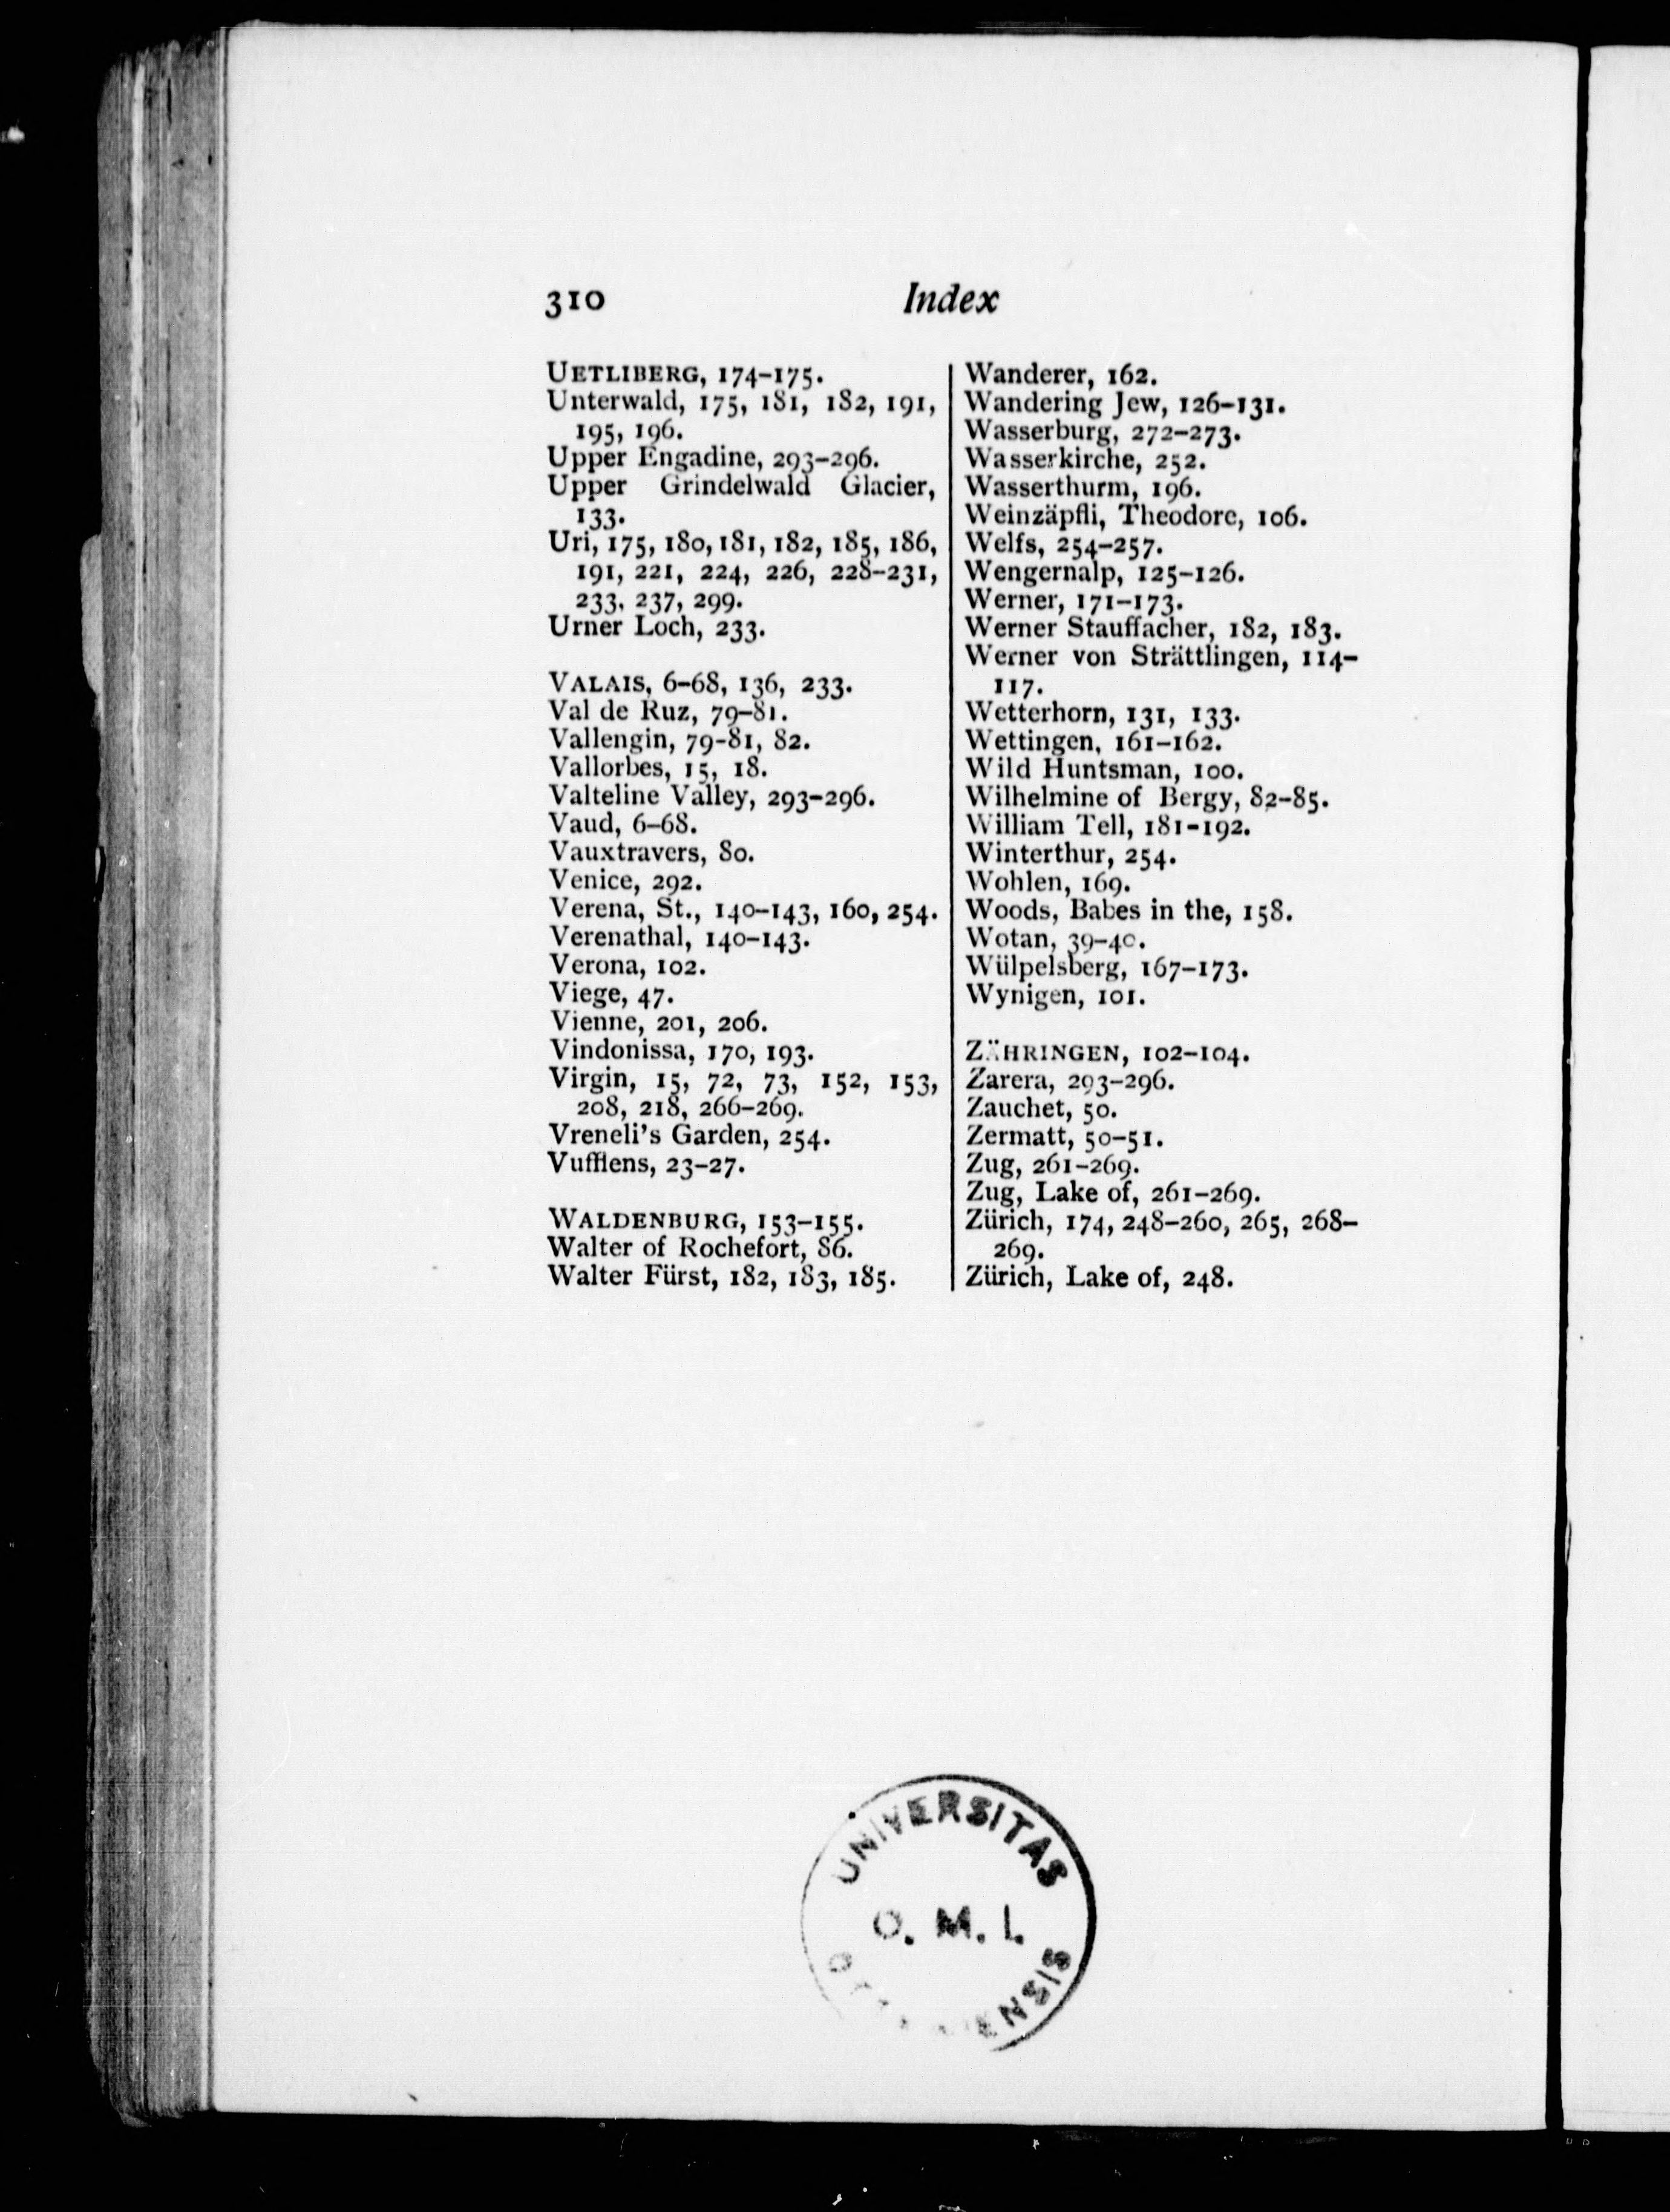 310
Index
UETLIBERG, 174–175.
Unterwald, 175, 181, 182, 191,
195, 196.
Upper Engadine, 293–296.
Upper Grindelwald Glacier,
133.
Uri, 175, 180, 181, 182, 185, 186,
191, 221, 224, 226, 228–231,
233, 237, 299.
Urner Loch, 233.
VALAIS, 6–68, 136, 233.
Val de Ruz, 79–81.
Vallengin, 79–81, 82.
Vallorbes, 15, 18.
Valteline Valley, 293–296.
Vaud, 6–68.
Vauxtravers, 80.
Venice, 292.
Verena, St., 140–143, 160, 254.
Verenathal, 140–143.
Verona, 102.
Viege, 47.
Vienne, 201, 206.
Vindonissa, 170, 193.
Virgin, 15, 72, 73, 152, 153,
208, 218, 266–269.
Vreneli's Garden, 254.
Vufflens, 23–27.
WALDENBURG, 153–155.
Walter of Rochefort, 86.
Walter Fürst, 182, 183, 185.
Wanderer, 162.
Wandering Jew, 126–131.
Wasserburg, 272–273.
Wasserkirche, 252.
Wasserthurm, 196.
Weinzäpfli, Theodore, 106.
Welfs, 254–257.
Wengernalp, 125–126.
Werner, 171–173.
Werner Stauffacher, 182, 183.
Werner von Strättlingen, 114–
117.
Wetterhorn, 131, 133.
Wettingen, 161–162.
Wild Huntsman, 100.
Wilhelmine of Bergy, 82–85.
William Tell, 181–192.
Winterthur, 254.
Wohlen, 169.
Woods, Babes in the, 158.
Wotan, 39–40.
Wülpelsberg, 167–173.
Wynigen, 101.
ZÄHRINGEN, 102–104.
Zarera, 293–296.
Zauchet, 50.
Zermatt, 50–51.
Zug, 261–269.
Zug, Lake of, 261–269.
Zürich, 174, 248–260, 265, 268–
269.
Zürich, Lake of, 248.
UNIVERSITAS
O. M. I.